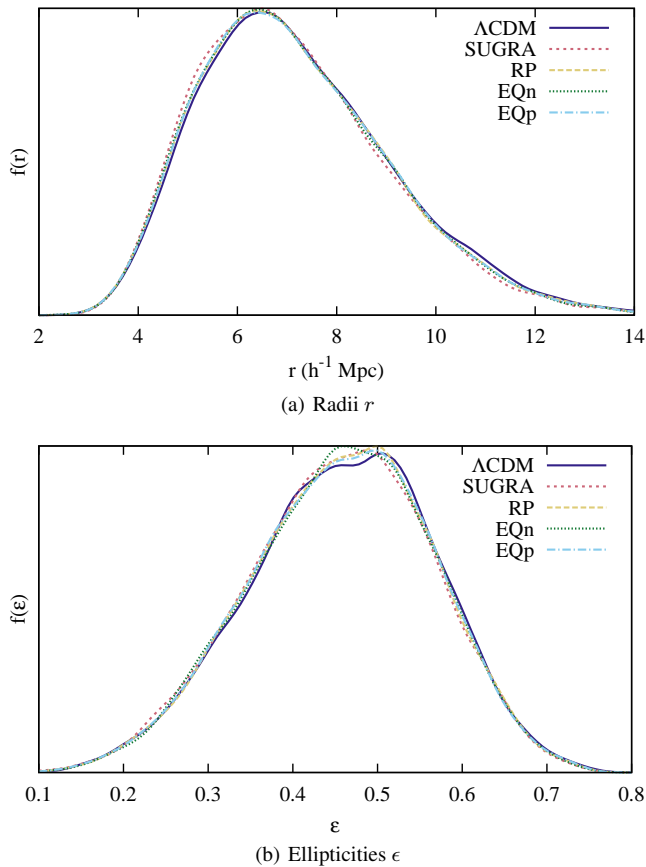 ΛCDM
SUGRA
RP
EQn
EQp
f(r)
2 4 6 8 10 12 14
r (h⁻¹ Mpc)
(a) Radii r
ΛCDM
SUGRA
RP
EQn
EQp
f(ε)
0.1 0.2 0.3 0.4 0.5 0.6 0.7 0.8
ε
(b) Ellipticities ϵ